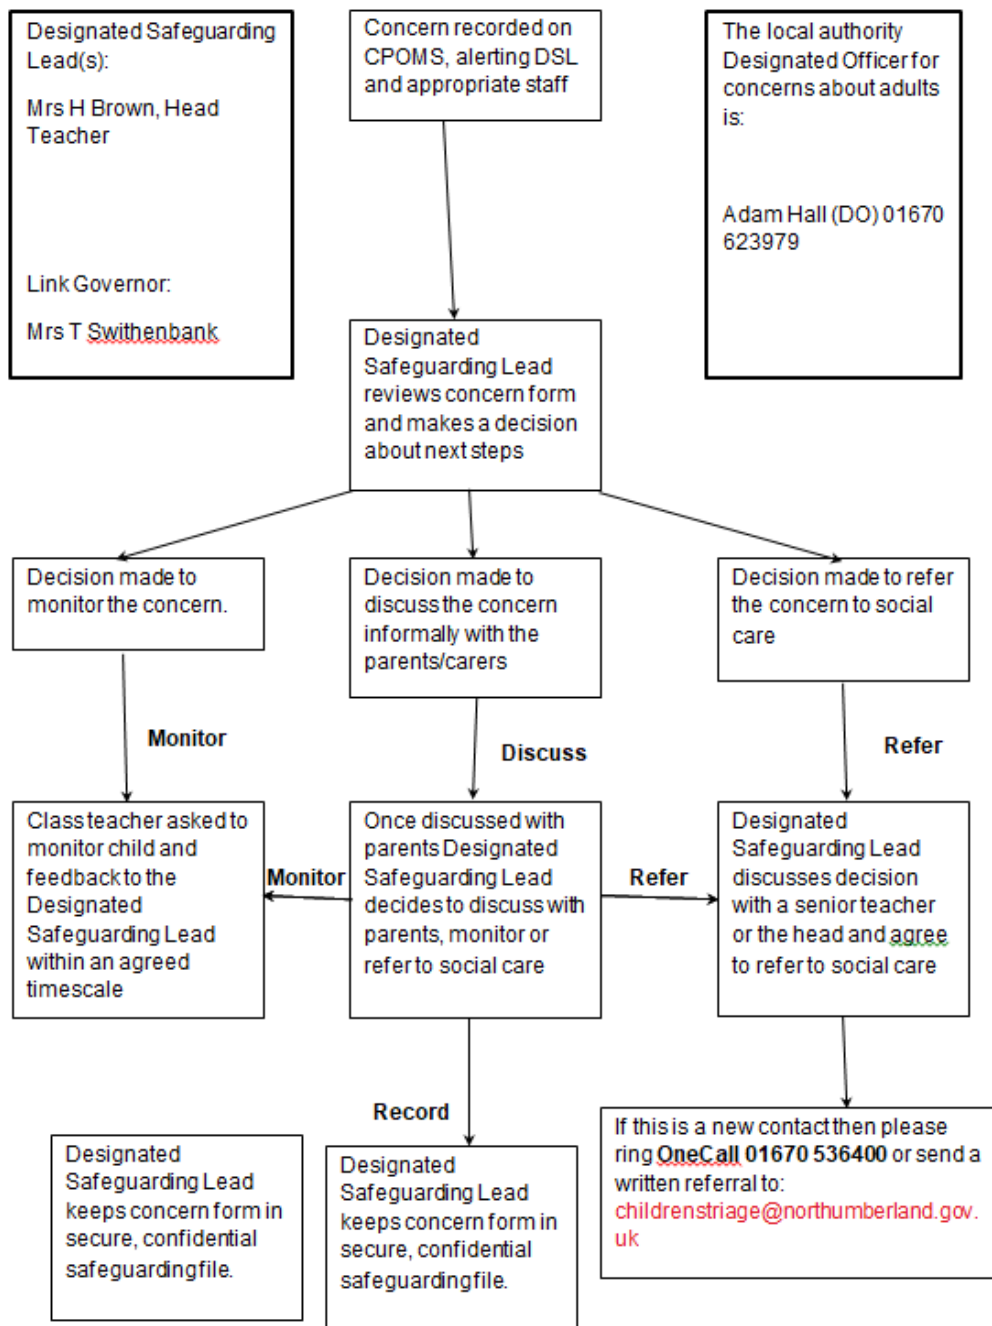 Designated Safeguarding
Lead(s):
Mrs H Brown, Head
Teacher
Link Governor:
Mrs T Swithenbank
Concern recorded on
CPOMS, alerting DSL
and appropriate staff
The local authority
Designated Officer for
concerns about adults
is:
Adam Hall (DO) 01670
623979
Designated
Safeguarding Lead
reviews concern form
and makes a decision
about next steps
Decision made to
monitor the concern.
Decision made to
discuss the concern
informally with the
parents/carers
Decision made to refer
the concern to social
care
Monitor
Discuss
Refer
Class teacher asked to
monitor child and
feedback to the
Designated
Safeguarding Lead
within an agreed
timescale
Monitor
Once discussed with
parents Designated
Safeguarding Lead
decides to discuss with
parents, monitor or
refer to social care
Refer
Designated
Safeguarding Lead
discusses decision
with a senior teacher
or the head and agree
to refer to social care
Record
Designated
Safeguarding Lead
keeps concern form in
secure, confidential
safeguarding file.
Designated
Safeguarding Lead
keeps concern form in
secure, confidential
safeguarding file.
If this is a new contact then please
ring OneCall 01670 536400 or send a
written referral to:
childrenstriage@northumberland.gov.
uk